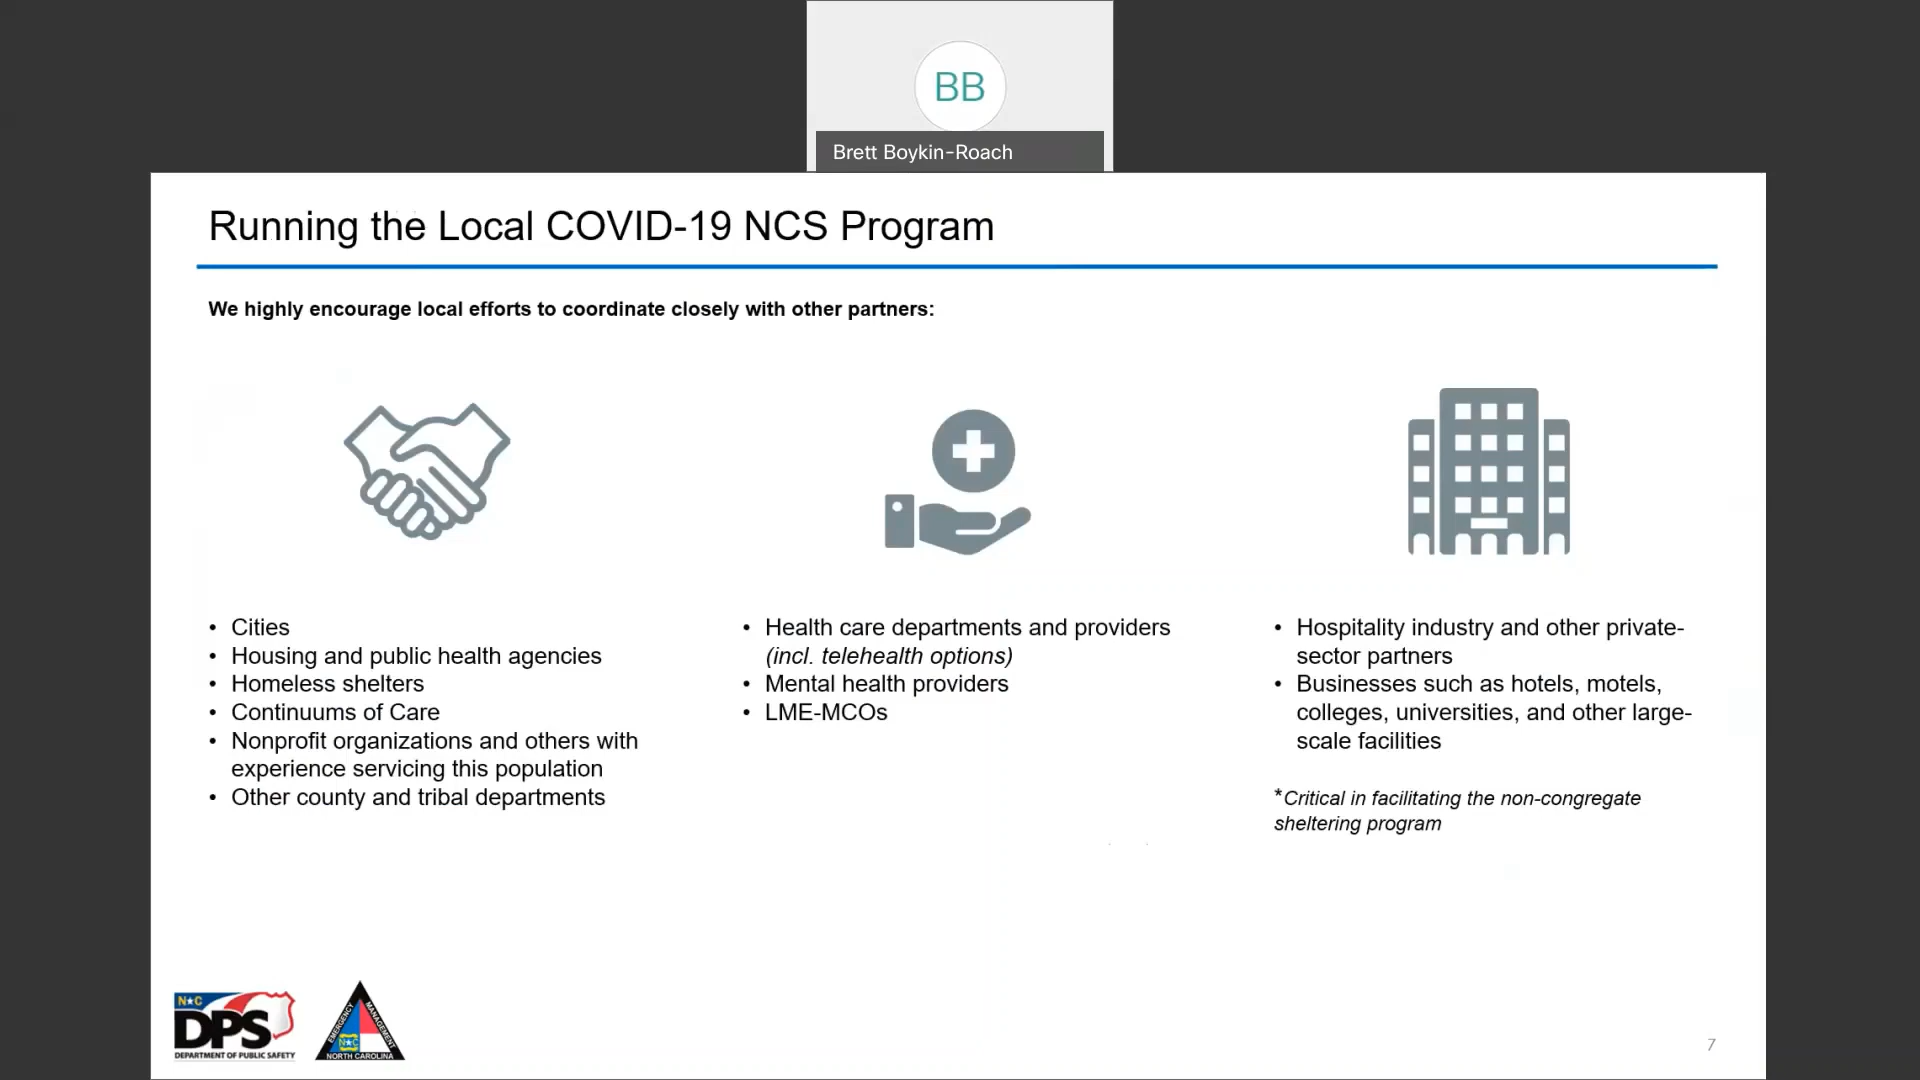 BB
Brett Boykin-Roach
Running the Local COVID-19 NCS Program
We highly encourage local efforts to coordinate closely with other partners:
• Cities
• Housing and public health agencies
• Homeless shelters
• Continuums of Care
• Nonprofit organizations and others with
experience servicing this population
• Other county and tribal departments
• Health care departments and providers
(incl. telehealth options)
• Mental health providers
• LME-MCOs
• Hospitality industry and other private-
sector partners
• Businesses such as hotels, motels,
colleges, universities, and other large-
scale facilities
*Critical in facilitating the non-congregate
sheltering program
N★C
DPS
DEPARTMENT OF PUBLIC SAFETY
EMERGENCY
MANAGEMENT
N★C
NORTH CAROLINA
7